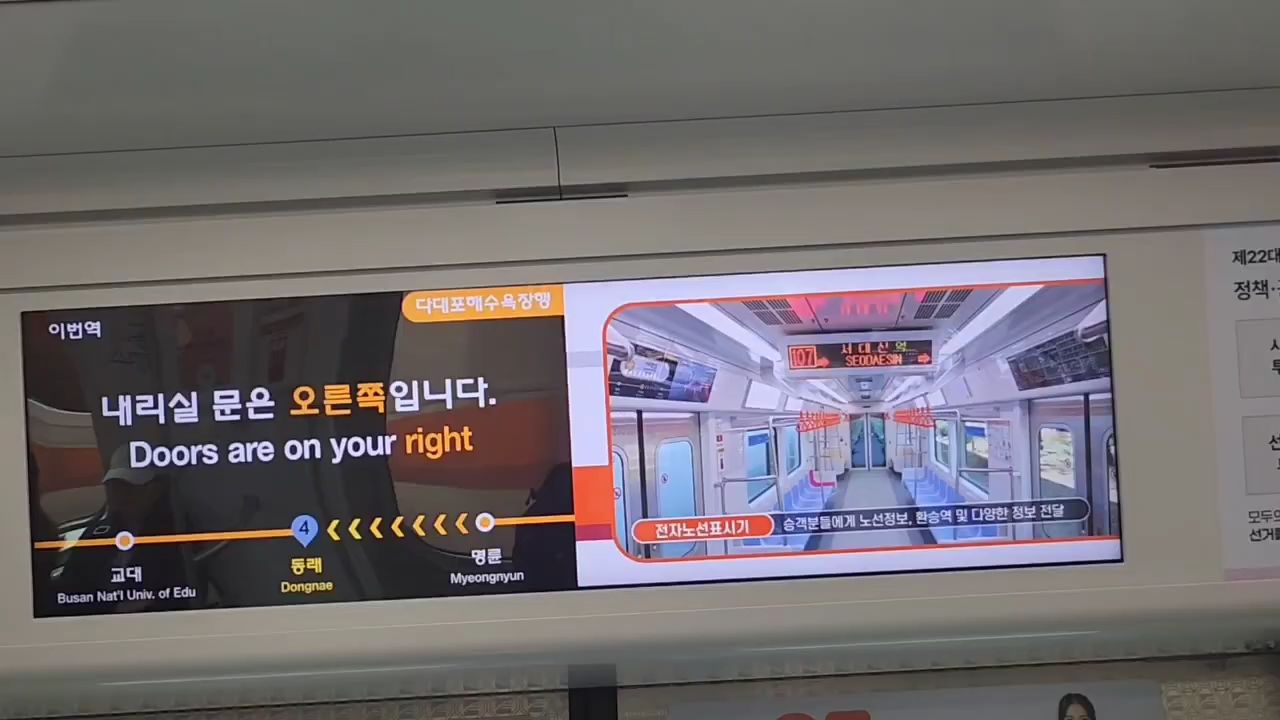 이번역
다대포해수욕장행
내리실 문은 오른쪽입니다.
Doors are on your right
4
교대
Busan Nat'l Univ. of Edu
동래
Dongnae
명륜
Myeongnyun
107
서대신역
SEODAESIN
전자노선표시기
승객분들에게 노선정보, 환승역 및 다양한 정보 전달
제22대
정책·
모두의